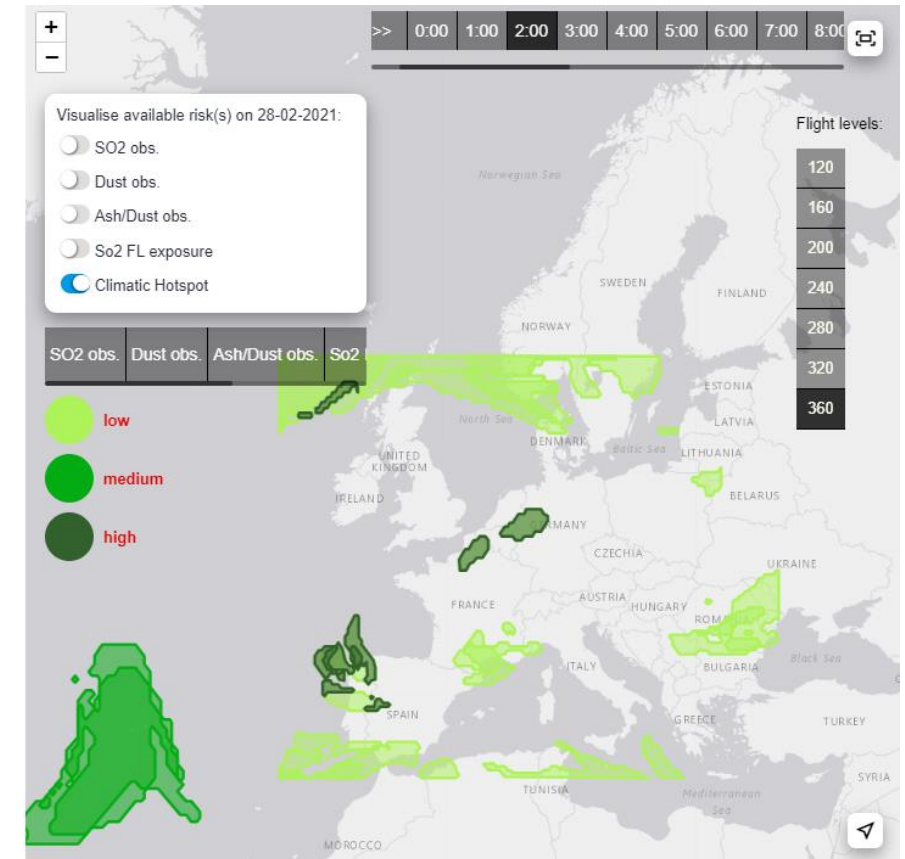 +
−
>> 0:00 1:00 2:00 3:00 4:00 5:00 6:00 7:00 8:00
Visualise available risk(s) on 28-02-2021:
SO2 obs.
Dust obs.
Ash/Dust obs.
So2 FL exposure
Climatic Hotspot
Flight levels:
120
160
200
240
280
320
360
SO2 obs. Dust obs. Ash/Dust obs. So2
low
medium
high
Norwegian Sea
SWEDEN
FINLAND
NORWAY
ESTONIA
North Sea
LATVIA
DENMARK
Baltic Sea
LITHUANIA
UNITED
KINGDOM
IRELAND
BELARUS
GERMANY
CZECHIA
UKRAINE
FRANCE
AUSTRIA
HUNGARY
ITALY
BULGARIA
Black Sea
SPAIN
GREECE
TURKEY
SYRIA
TUNISIA
Mediterranean
Sea
MOROCCO